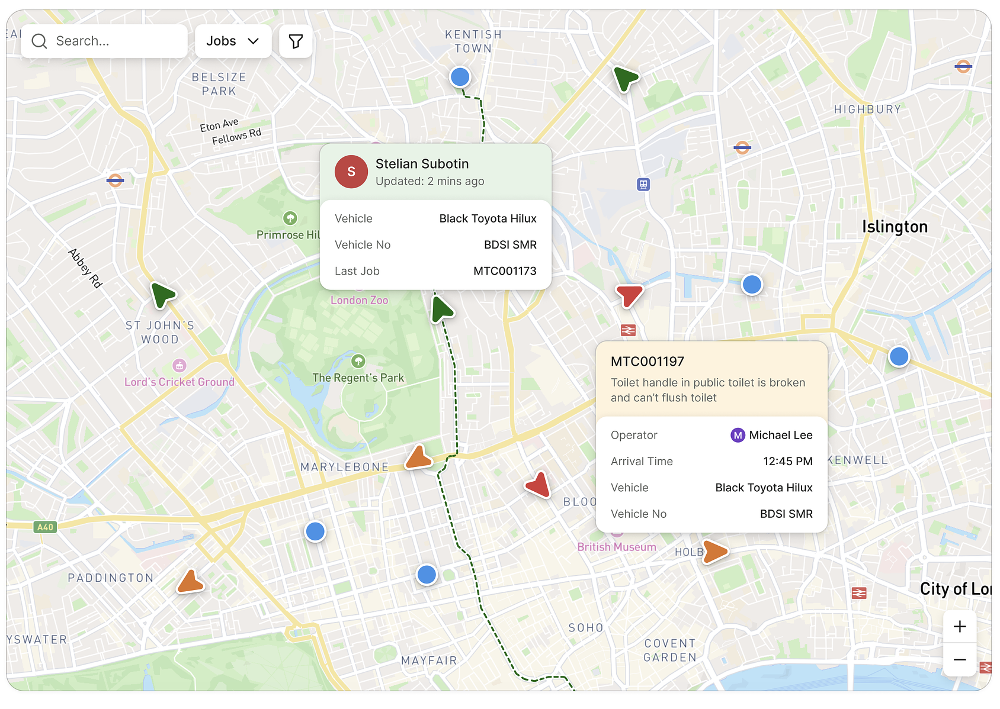 Search...
Jobs
KENTISH
TOWN
BELSIZE
PARK
HIGHBURY
Eton Ave
Fellows Rd
Stelian Subotin
S
Updated: 2 mins ago
Vehicle Black Toyota Hilux
Vehicle No BDSI SMR
Last Job MTC001173
Primrose Hil
Islington
Abbey Rd
London Zoo
ST JOHN'S
WOOD
Lord's Cricket Ground
The Regent's Park
MTC001197
Toilet handle in public toilet is broken
and can't flush toilet
Operator M Michael Lee
Arrival Time 12:45 PM
Vehicle Black Toyota Hilux
Vehicle No BDSI SMR
MARYLEBONE
KENWELL
BLOO
A40
British Museum
HOLB
PADDINGTON
City of Lo
SOHO
YSWATER
COVENT
GARDEN
MAYFAIR
+
−